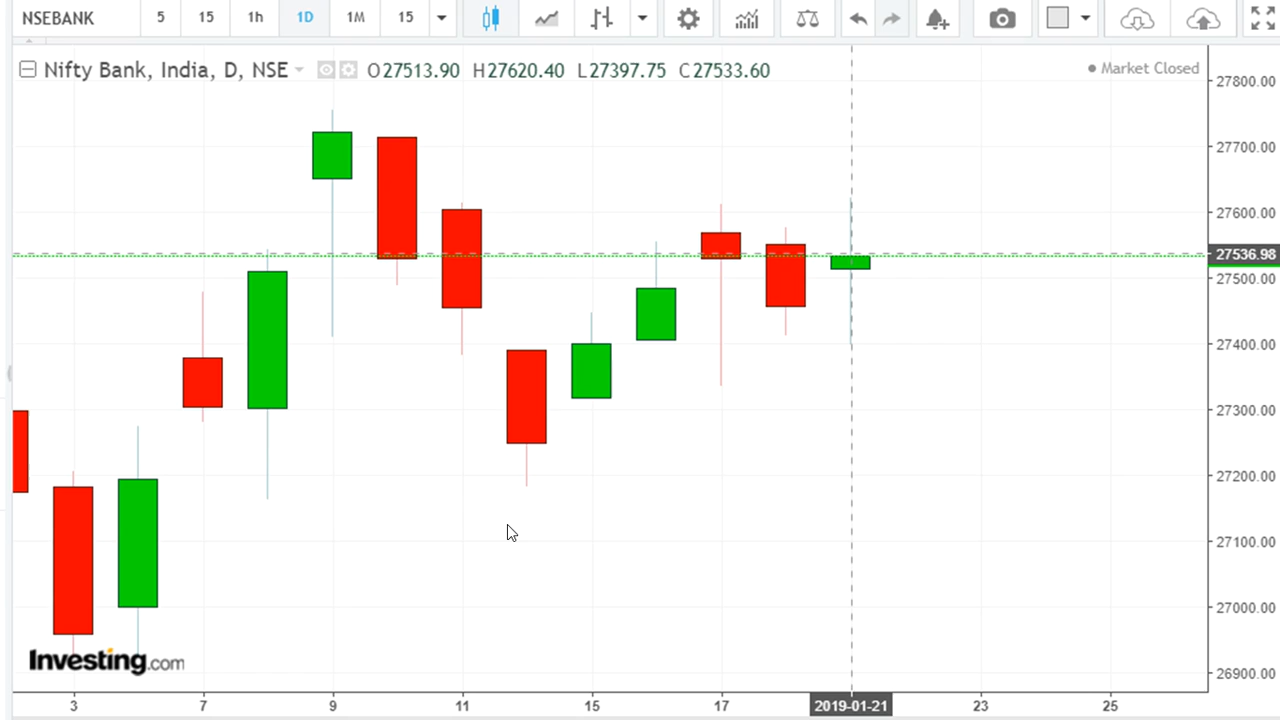 NSEBANK 5 15 1h 1D 1M 15
Nifty Bank, India, D, NSE O27513.90 H27620.40 L27397.75 C27533.60
Market Closed
27800.00
27700.00
27600.00
27536.98
27500.00
27400.00
27300.00
27200.00
27100.00
27000.00
26900.00
Investing.com
3 7 9 11 15 17 2019-01-21 23 25